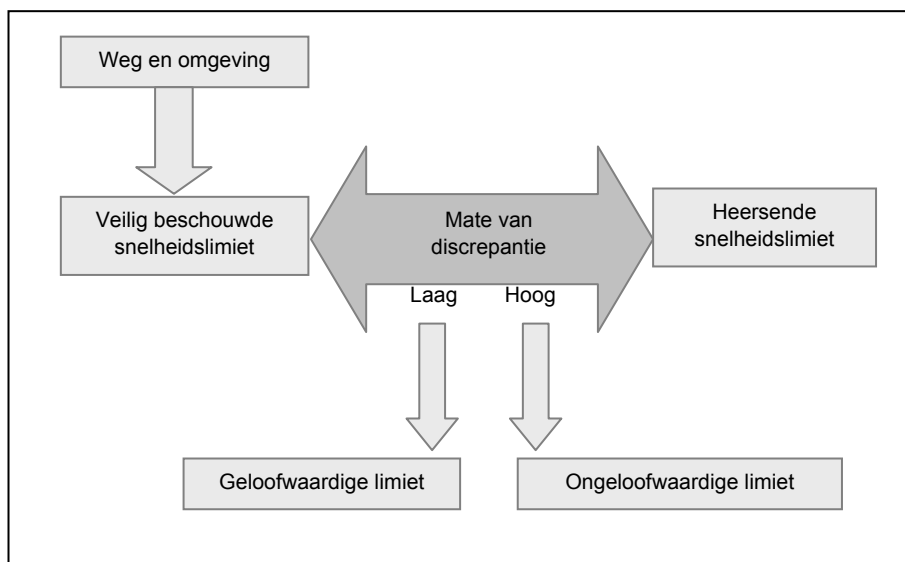 Weg en omgeving
Veilig beschouwde
snelheidslimiet
Mate van
discrepantie
Heersende
snelheidslimiet
Laag
Hoog
Geloofwaardige limiet
Ongeloofwaardige limiet